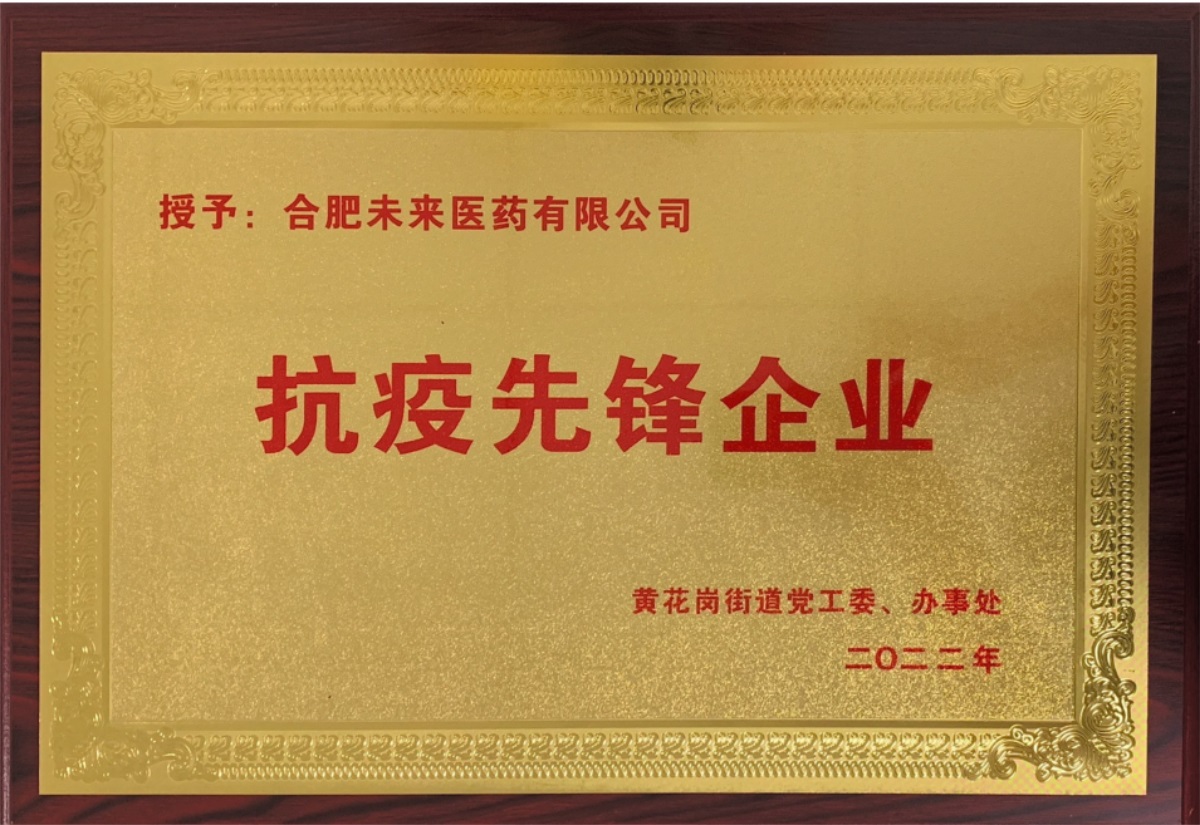 授予：合肥未来医药有限公司
抗疫先锋企业
黄花岗街道党工委、办事处
二〇二二年